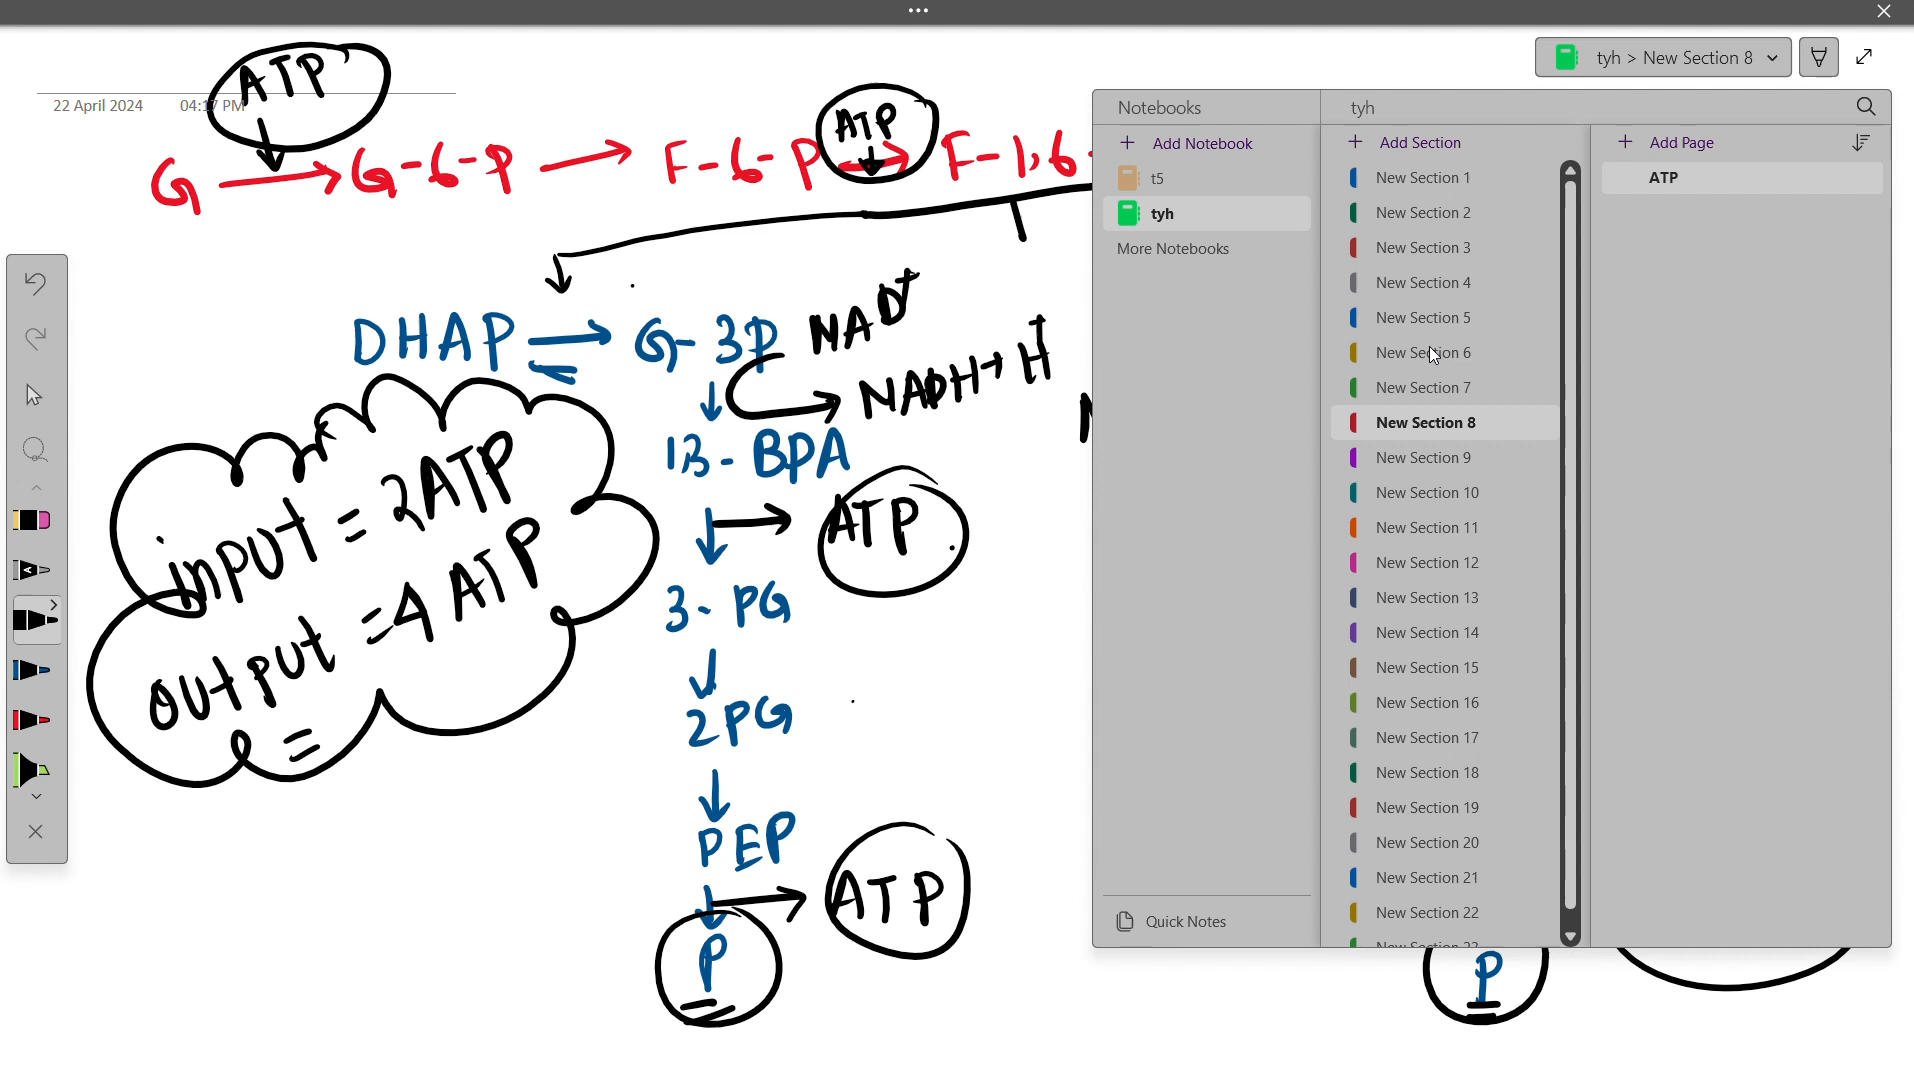 tyh > New Section 8
ATP
22 April 2024 04:17 PM
ATP
G → G-6-P → F-6-P → F-1,6-
DHAP → G-3P
NAD+
NADH+H+
13-BPA
ATP
3-PG
2PG
PEP
ATP
P
input = 2ATP
output = 4 ATP
P
Notebooks
+ Add Notebook
t5
tyh
More Notebooks
Quick Notes
tyh
+ Add Section
New Section 1
New Section 2
New Section 3
New Section 4
New Section 5
New Section 6
New Section 7
New Section 8
New Section 9
New Section 10
New Section 11
New Section 12
New Section 13
New Section 14
New Section 15
New Section 16
New Section 17
New Section 18
New Section 19
New Section 20
New Section 21
New Section 22
+ Add Page
ATP